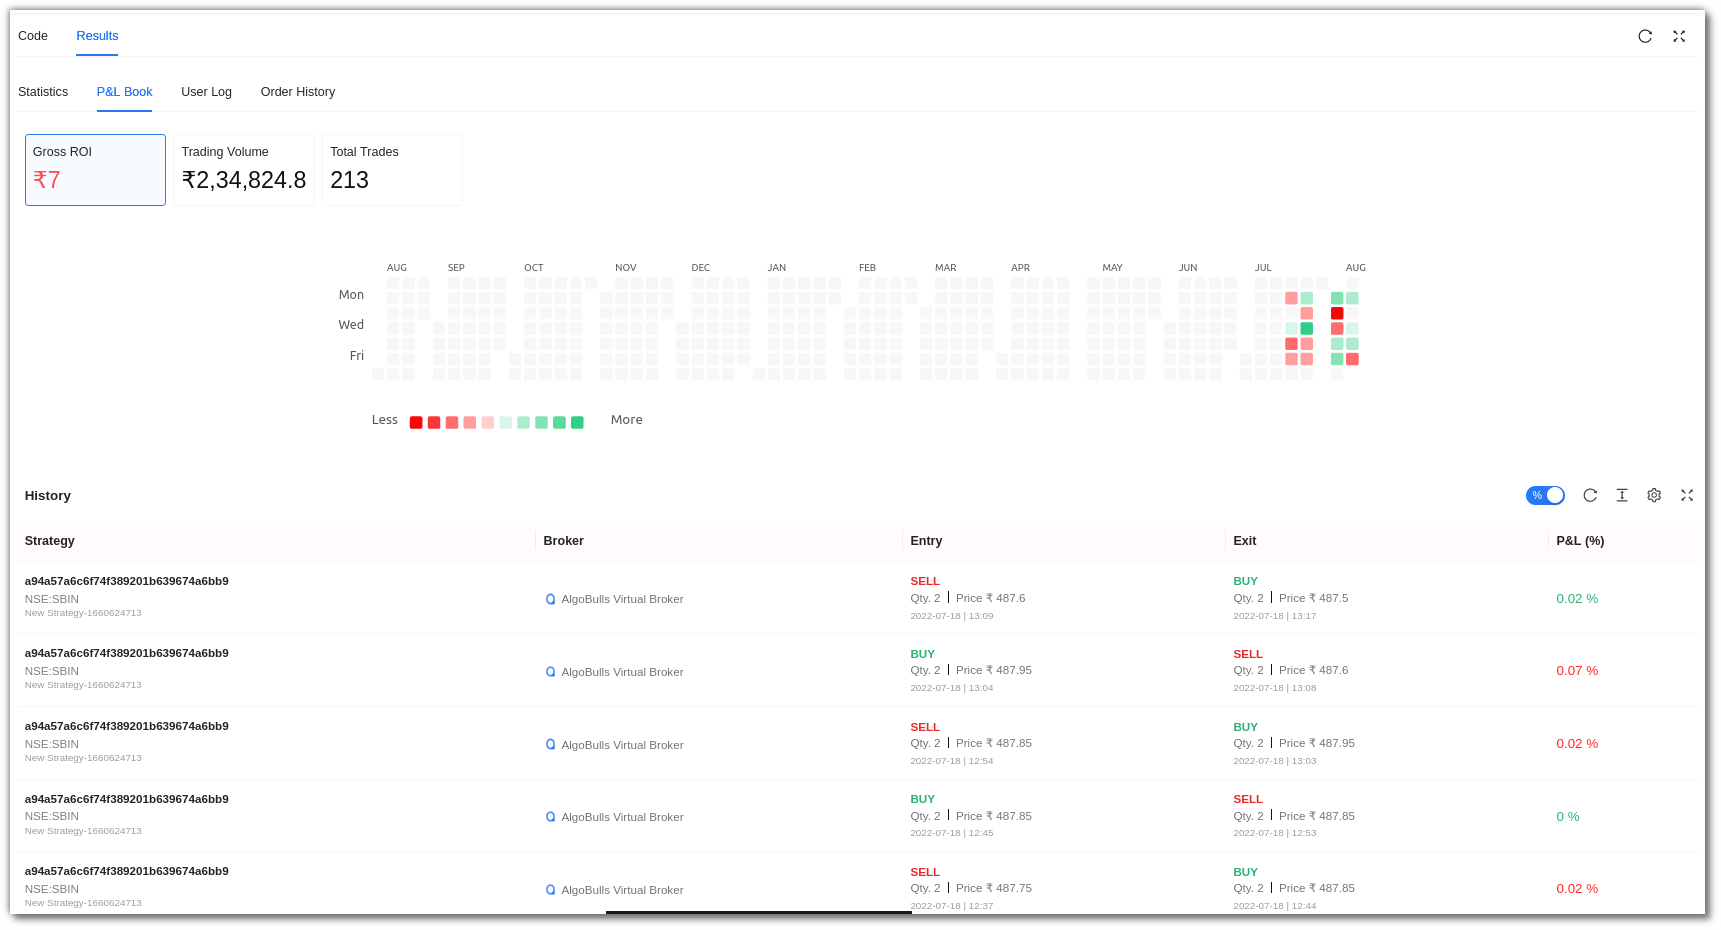 Code Results
Statistics P&L Book User Log Order History
Gross ROI Trading Volume Total Trades
₹7 ₹2,34,824.8 213
AUG SEP OCT NOV DEC JAN FEB MAR APR MAY JUN JUL AUG
Mon
Wed
Fri
Less More
History %
Strategy Broker Entry Exit P&L (%)
a94a57a6c6f74f389201b639674a6bb9 SELL BUY
NSE:SBIN AlgoBulls Virtual Broker Qty. 2 | Price ₹ 487.6 Qty. 2 | Price ₹ 487.5 0.02 %
New Strategy-1660624713 2022-07-18 | 13:09 2022-07-18 | 13:17
a94a57a6c6f74f389201b639674a6bb9 BUY SELL
NSE:SBIN AlgoBulls Virtual Broker Qty. 2 | Price ₹ 487.95 Qty. 2 | Price ₹ 487.6 0.07 %
New Strategy-1660624713 2022-07-18 | 13:04 2022-07-18 | 13:08
a94a57a6c6f74f389201b639674a6bb9 SELL BUY
NSE:SBIN AlgoBulls Virtual Broker Qty. 2 | Price ₹ 487.85 Qty. 2 | Price ₹ 487.95 0.02 %
New Strategy-1660624713 2022-07-18 | 12:54 2022-07-18 | 13:03
a94a57a6c6f74f389201b639674a6bb9 BUY SELL
NSE:SBIN AlgoBulls Virtual Broker Qty. 2 | Price ₹ 487.85 Qty. 2 | Price ₹ 487.85 0 %
New Strategy-1660624713 2022-07-18 | 12:45 2022-07-18 | 12:53
a94a57a6c6f74f389201b639674a6bb9 SELL BUY
NSE:SBIN AlgoBulls Virtual Broker Qty. 2 | Price ₹ 487.75 Qty. 2 | Price ₹ 487.85 0.02 %
New Strategy-1660624713 2022-07-18 | 12:37 2022-07-18 | 12:44